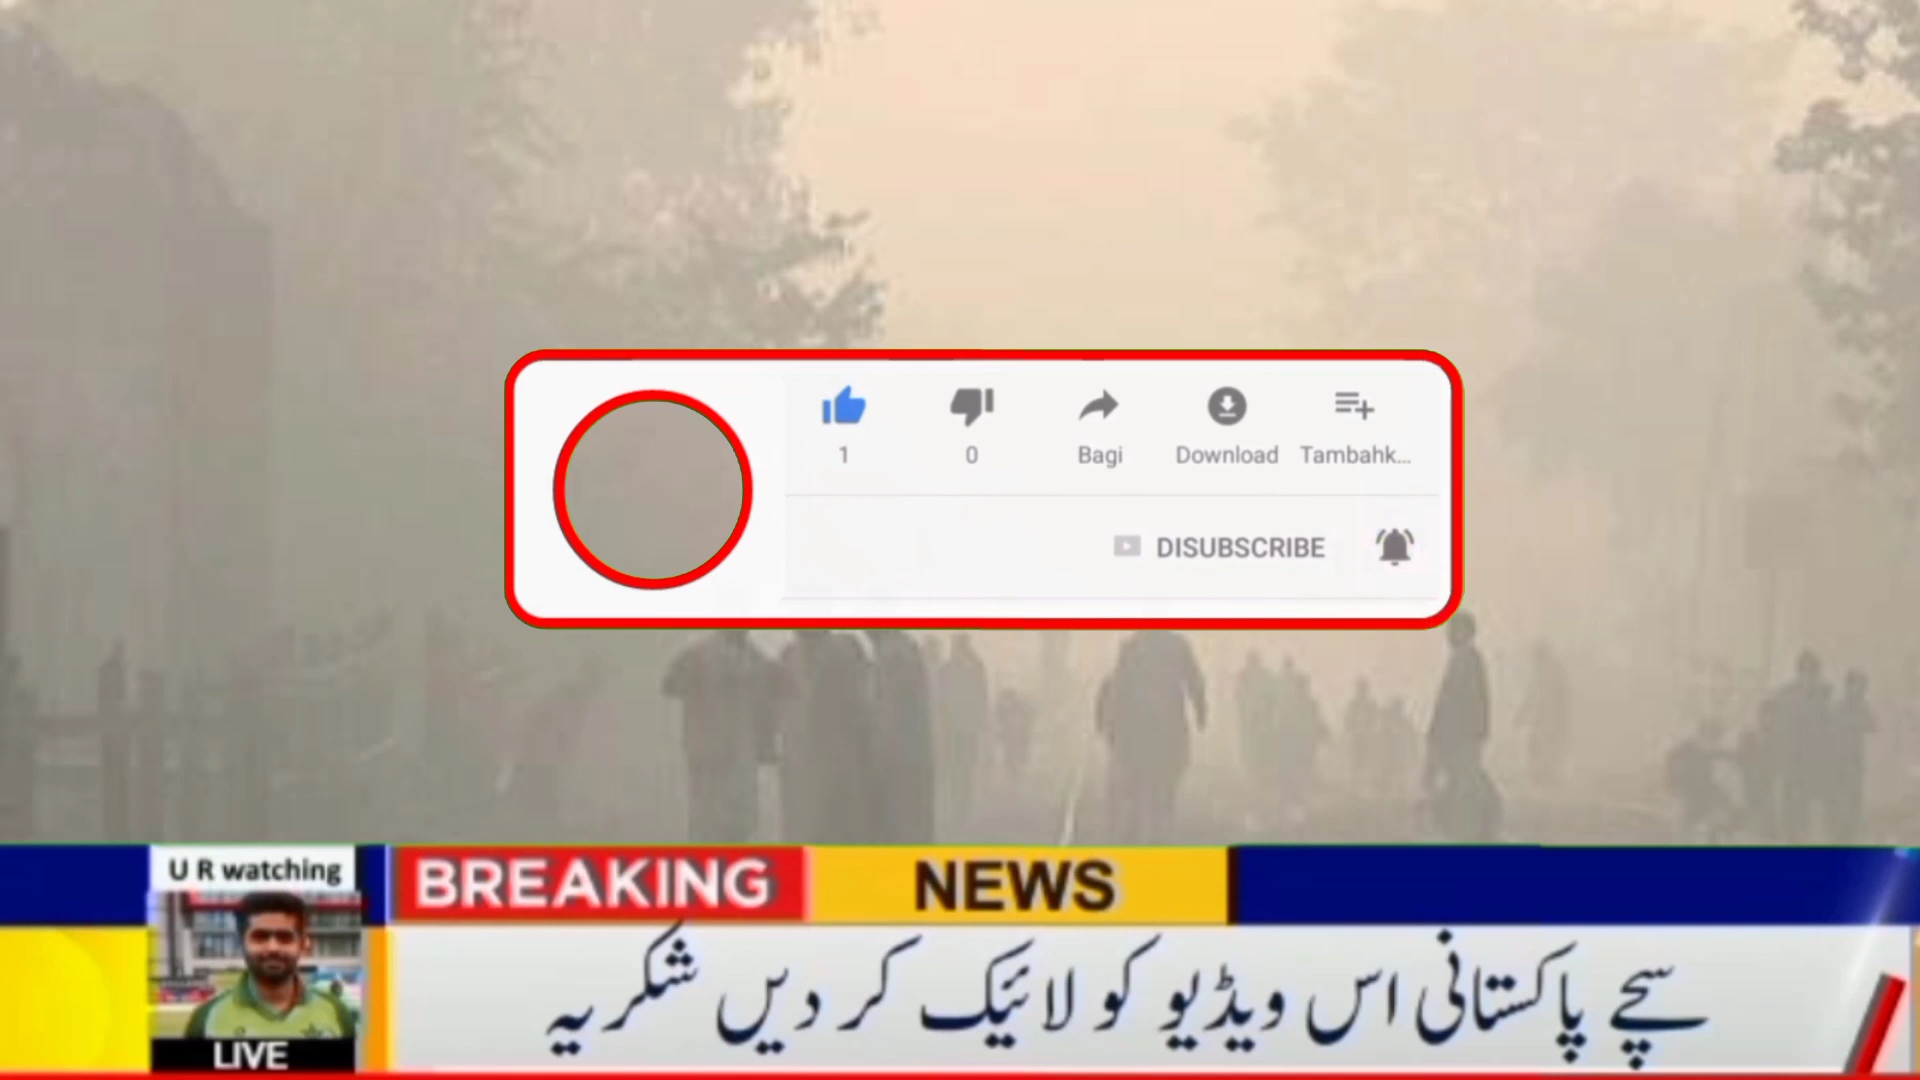 1
0
Bagi
Download
Tambahk...
DISUBSCRIBE
U R watching
BREAKING NEWS
سچے پاکستانی اس ویڈیو کو لائیک کر دیں شکریہ
LIVE